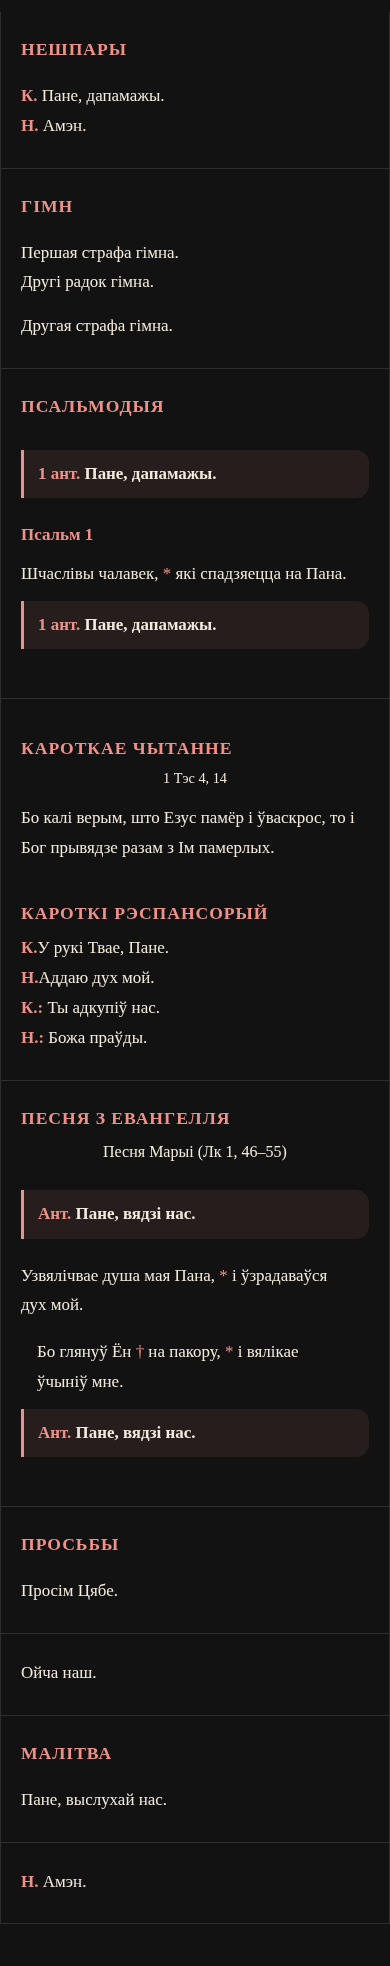 НЕШПАРЫ
К. Пане, дапамажы.
Н. Амэн.
ГІМН
Першая страфа гімна.
Другі радок гімна.
Другая страфа гімна.
ПСАЛЬМОДЫЯ
1 ант. Пане, дапамажы.
Псальм 1
Шчаслівы чалавек, * які спадзяецца на Пана.
1 ант. Пане, дапамажы.
КАРОТКАЕ ЧЫТАННЕ
1 Тэс 4, 14
Бо калі верым, што Езус памёр і ўваскрос, то і
Бог прывядзе разам з Ім памерлых.
КАРОТКІ РЭСПАНСОРЫЙ
К.У рукі Твае, Пане.
Н.Аддаю дух мой.
К.: Ты адкупіў нас.
Н.: Божа праўды.
ПЕСНЯ З ЕВАНГЕЛЛЯ
Песня Марыі (Лк 1, 46–55)
Ант. Пане, вядзі нас.
Узвялічвае душа мая Пана, * і ўзрадаваўся
дух мой.
Бо глянуў Ён † на пакору, * і вялікае
ўчыніў мне.
Ант. Пане, вядзі нас.
ПРОСЬБЫ
Просім Цябе.
Ойча наш.
МАЛІТВА
Пане, выслухай нас.
Н. Амэн.